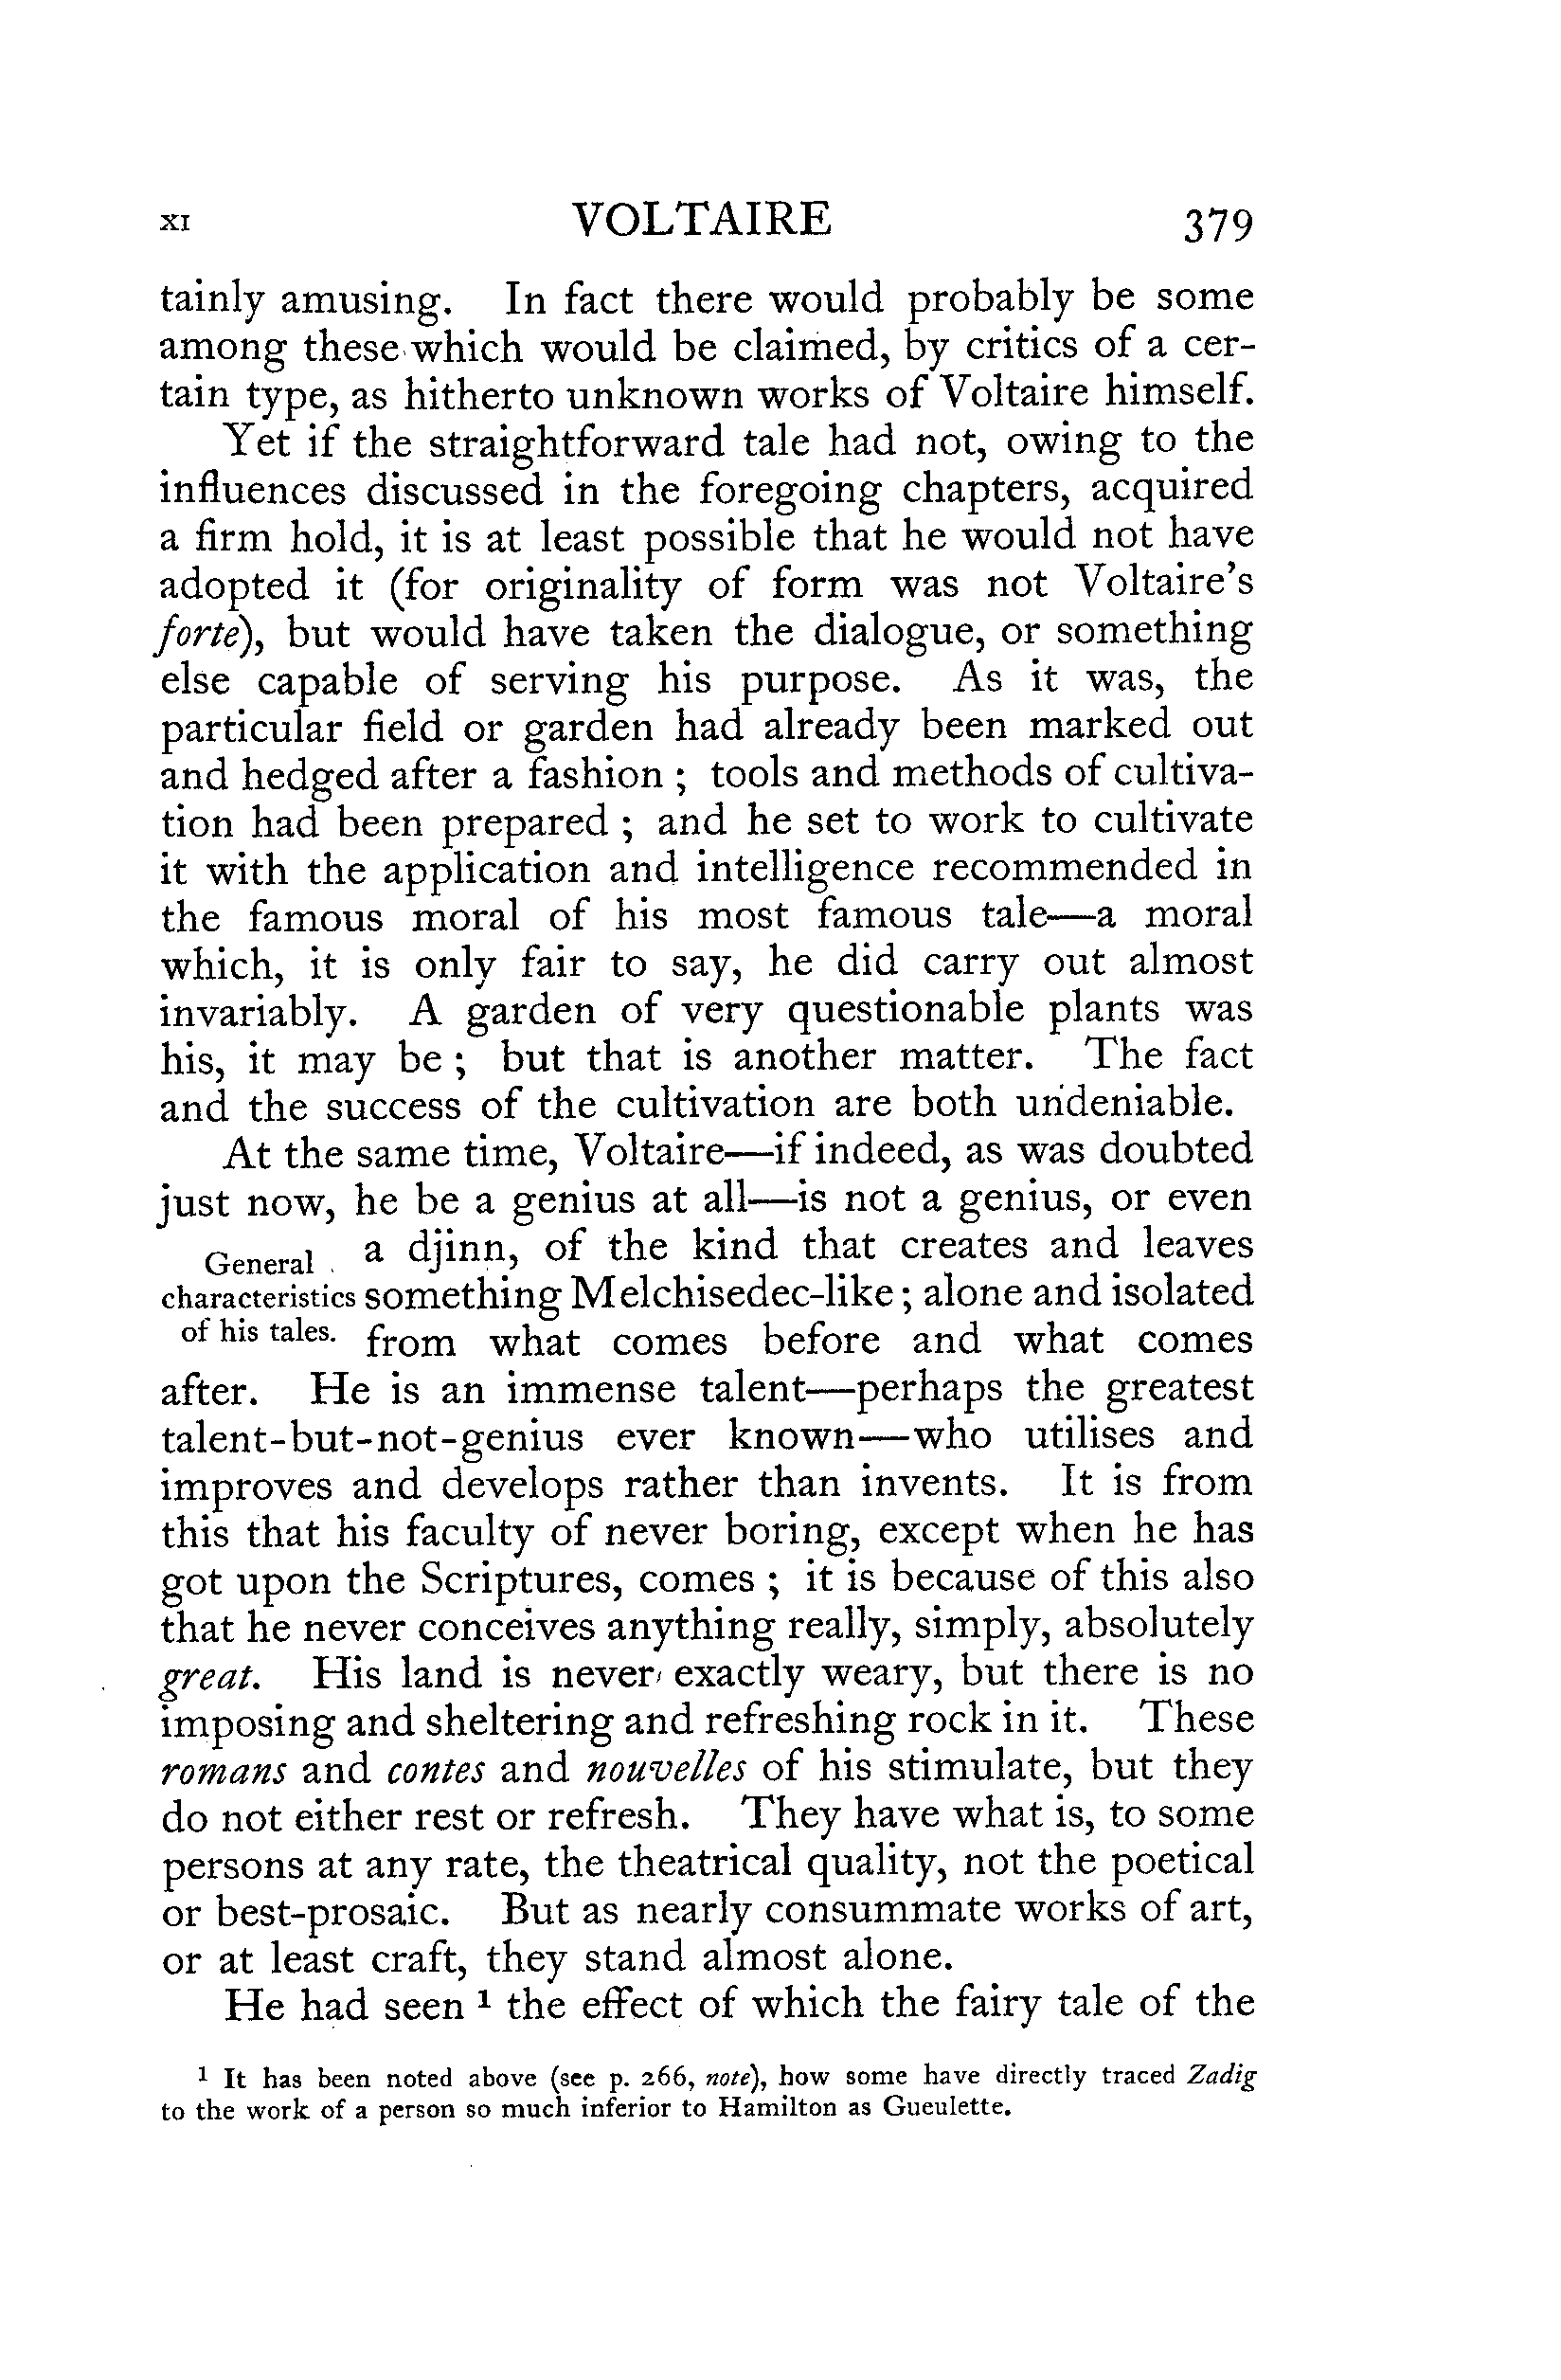 XI VOLTAIRE 379
tainly amusing. In fact there would probably be some
among these which would be claimed, by critics of a cer-
tain type, as hitherto unknown works of Voltaire himself.
Yet if the straightforward tale had not, owing to the
influences discussed in the foregoing chapters, acquired
a firm hold, it is at least possible that he would not have
adopted it (for originality of form was not Voltaire's
forte), but would have taken the dialogue, or something
else capable of serving his purpose. As it was, the
particular field or garden had already been marked out
and hedged after a fashion ; tools and methods of cultiva-
tion had been prepared ; and he set to work to cultivate
it with the application and intelligence recommended in
the famous moral of his most famous tale—a moral
which, it is only fair to say, he did carry out almost
invariably. A garden of very questionable plants was
his, it may be ; but that is another matter. The fact
and the success of the cultivation are both undeniable.
At the same time, Voltaire—if indeed, as was doubted
just now, he be a genius at all—is not a genius, or even
General
characteristics
of his tales.
a djinn, of the kind that creates and leaves
something Melchisedec-like ; alone and isolated
from what comes before and what comes
after. He is an immense talent—perhaps the greatest
talent-but-not-genius ever known—who utilises and
improves and develops rather than invents. It is from
this that his faculty of never boring, except when he has
got upon the Scriptures, comes ; it is because of this also
that he never conceives anything really, simply, absolutely
great. His land is never exactly weary, but there is no
imposing and sheltering and refreshing rock in it. These
romans and contes and nouvelles of his stimulate, but they
do not either rest or refresh. They have what is, to some
persons at any rate, the theatrical quality, not the poetical
or best-prosaic. But as nearly consummate works of art,
or at least craft, they stand almost alone.
He had seen ¹ the effect of which the fairy tale of the
¹ It has been noted above (see p. 266, note), how some have directly traced Zadig
to the work of a person so much inferior to Hamilton as Gueulette.